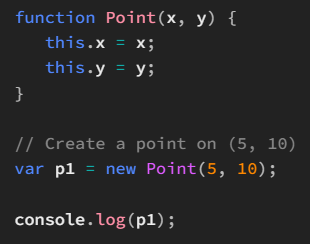 function Point(x, y) {
   this.x = x;
   this.y = y;
}

// Create a point on (5, 10)
var p1 = new Point(5, 10);

console.log(p1);